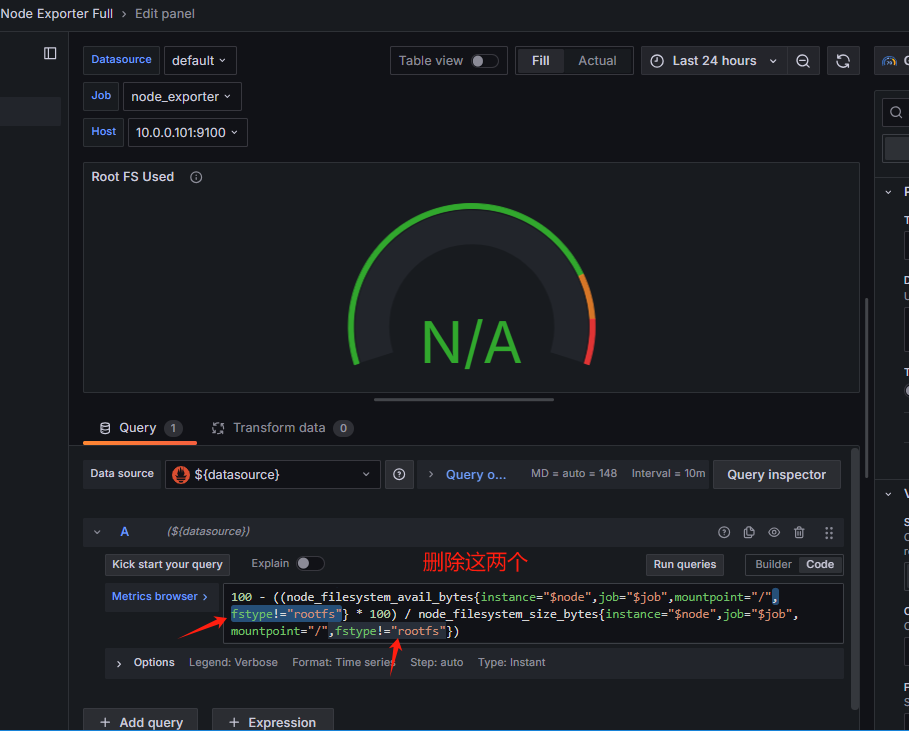 Node Exporter Full › Edit panel
Datasource default
Table view Fill Actual Last 24 hours
Job node_exporter
Host 10.0.0.101:9100
Root FS Used
N/A
Query 1 Transform data 0
Data source ${datasource} Query o... MD = auto = 148 Interval = 10m Query inspector
A (${datasource})
删除这两个
Kick start your query Explain Run queries Builder Code
Metrics browser › 100 - ((node_filesystem_avail_bytes{instance="$node",job="$job",mountpoint="/",
fstype!="rootfs"} * 100) / node_filesystem_size_bytes{instance="$node",job="$job",
mountpoint="/",fstype!="rootfs"})
Options Legend: Verbose Format: Time series Step: auto Type: Instant
+ Add query + Expression